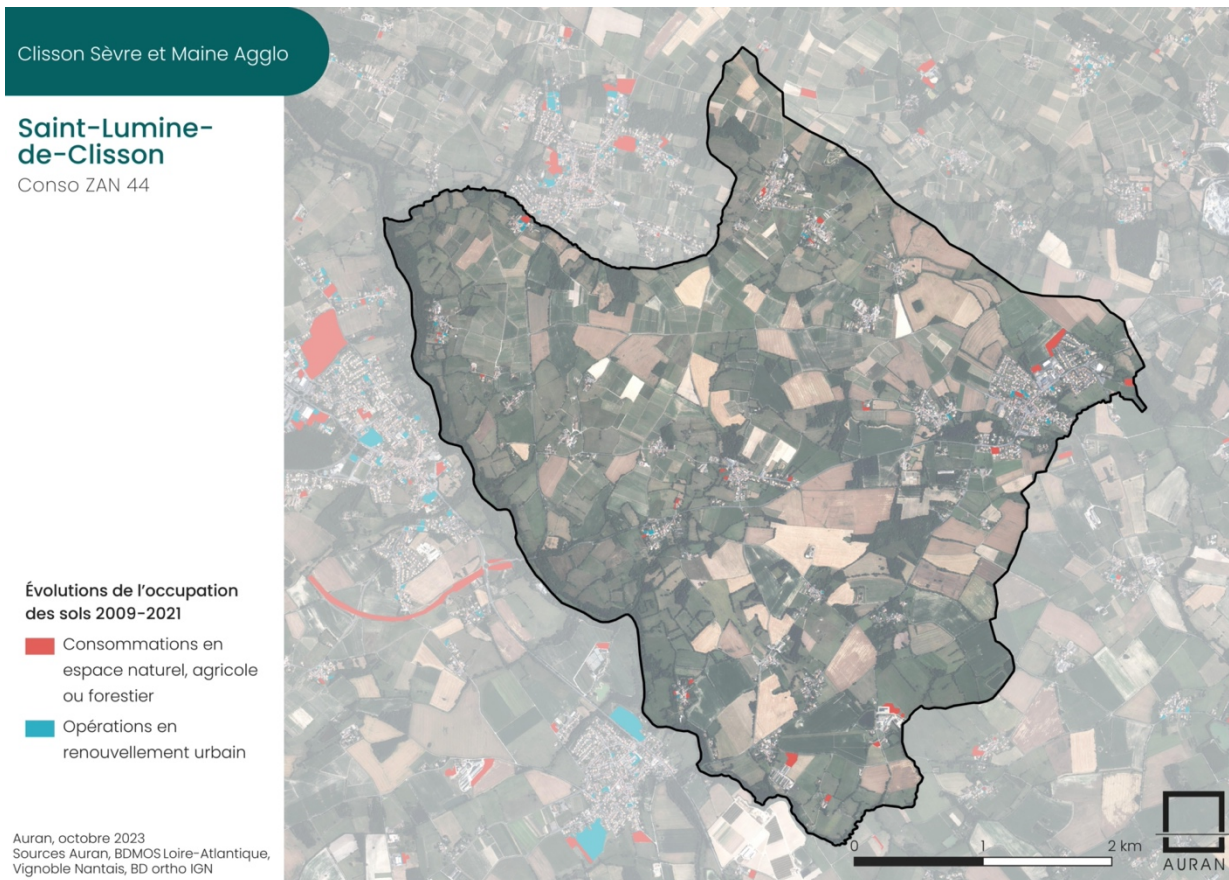 Clisson Sèvre et Maine Agglo
Saint-Lumine-
de-Clisson
Conso ZAN 44
Évolutions de l'occupation
des sols 2009-2021
Consommations en
espace naturel, agricole
ou forestier
Opérations en
renouvellement urbain
Auran, octobre 2023
Sources Auran, BDMOS Loire-Atlantique,
Vignoble Nantais, BD ortho IGN
0 1 2 km
AURAN